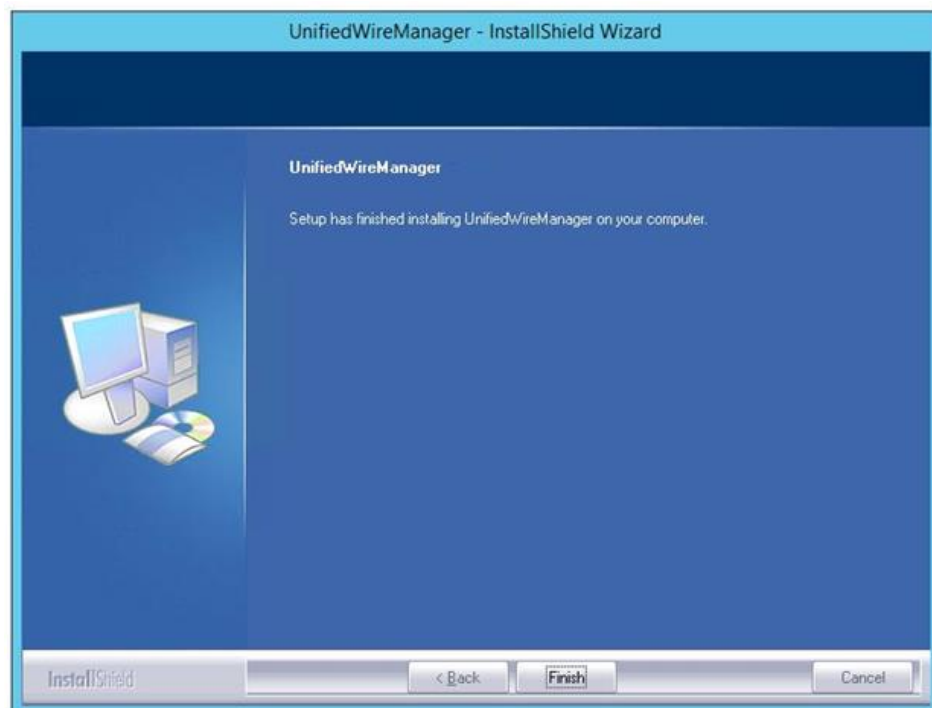 UnifiedWireManager - InstallShield Wizard
UnifiedWireManager
Setup has finished installing UnifiedWireManager on your computer.
InstallShield
< Back
Finish
Cancel